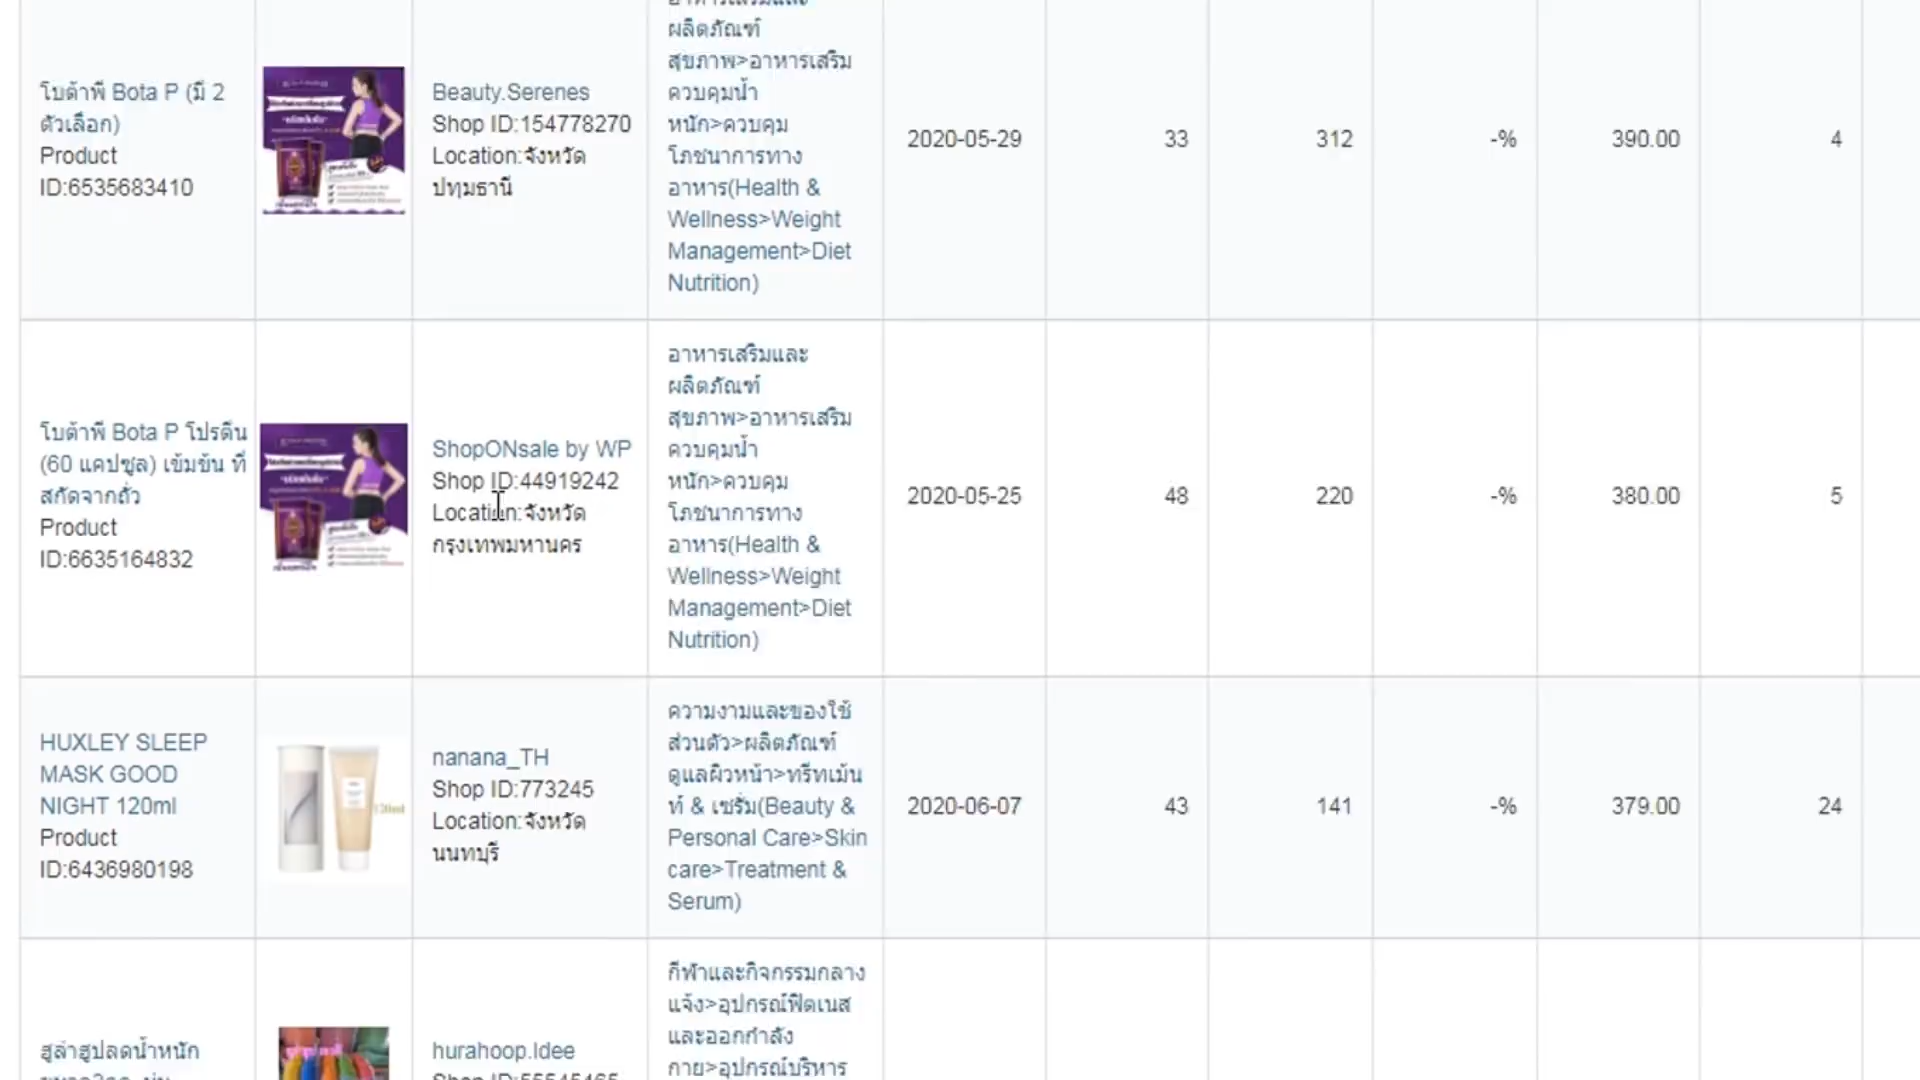 โบต้าพี Bota P (มี 2
ตัวเลือก)
Product
ID:6535683410
Beauty.Serenes
Shop ID:154778270
Location:จังหวัด
ปทุมธานี
อาหารเสริมและ
ผลิตภัณฑ์
สุขภาพ>อาหารเสริม
ควบคุมน้ำ
หนัก>ควบคุม
โภชนาการทาง
อาหาร(Health &
Wellness>Weight
Management>Diet
Nutrition)
2020-05-29
33
312
-%
390.00
4
โบต้าพี Bota P โปรตีน
(60 แคปซูล) เข้มข้น ที่
สกัดจากถั่ว
Product
ID:6635164832
ShopONsale by WP
Shop ID:44919242
Location:จังหวัด
กรุงเทพมหานคร
อาหารเสริมและ
ผลิตภัณฑ์
สุขภาพ>อาหารเสริม
ควบคุมน้ำ
หนัก>ควบคุม
โภชนาการทาง
อาหาร(Health &
Wellness>Weight
Management>Diet
Nutrition)
2020-05-25
48
220
-%
380.00
5
HUXLEY SLEEP
MASK GOOD
NIGHT 120ml
Product
ID:6436980198
120ml
nanana_TH
Shop ID:773245
Location:จังหวัด
นนทบุรี
ความงามและของใช้
ส่วนตัว>ผลิตภัณฑ์
ดูแลผิวหน้า>ทรีทเม้น
ท์ & เซรั่ม(Beauty &
Personal Care>Skin
care>Treatment &
Serum)
2020-06-07
43
141
-%
379.00
24
ฮูล่าฮูปลดน้ำหนัก
hurahoop.Idee
Shop ID:55545465
กีฬาและกิจกรรมกลาง
แจ้ง>อุปกรณ์ฟิตเนส
และออกกำลัง
กาย>อุปกรณ์บริหาร